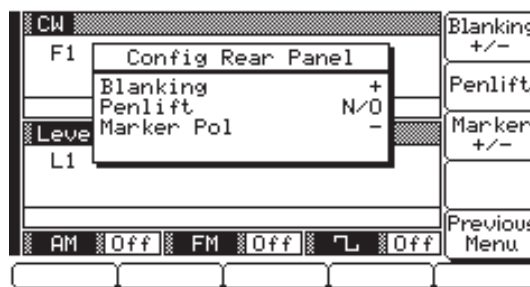 CW
F1
Config Rear Panel
Blanking +
Penlift N/O
Marker Pol -
Leve
L1
AM Off FM Off Off
Blanking
+/-
Penlift
Marker
+/-
Previous
Menu